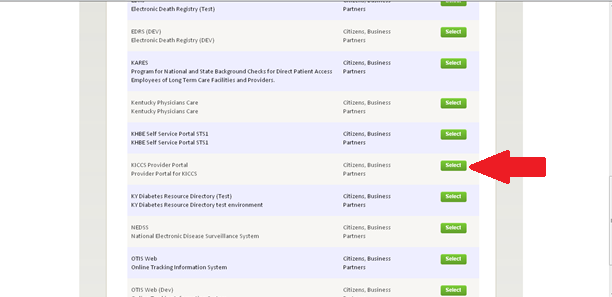 Electronic Death Registry (Test)
Partners
Select
EDRS (DEV)
Electronic Death Registry (DEV)
Citizens, Business
Partners
Select
KARES
Program for National and State Background Checks for Direct Patient Access
Employees of Long Term Care Facilities and Providers.
Citizens, Business
Partners
Select
Kentucky Physicians Care
Kentucky Physicians Care
Citizens, Business
Partners
Select
KHBE Self Service Portal STS1
KHBE Self Service Portal STS1
Citizens, Business
Partners
Select
KICCS Provider Portal
Provider Portal for KICCS
Citizens, Business
Partners
Select
KY Diabetes Resource Directory (Test)
KY Diabetes Resource Directory test environment
Citizens, Business
Partners
Select
NEDSS
National Electronic Disease Surveillance System
Citizens, Business
Partners
Select
OTIS Web
Online Tracking Information System
Citizens, Business
Partners
Select
OTIS Web (Dev)
Citizens, Business
Select